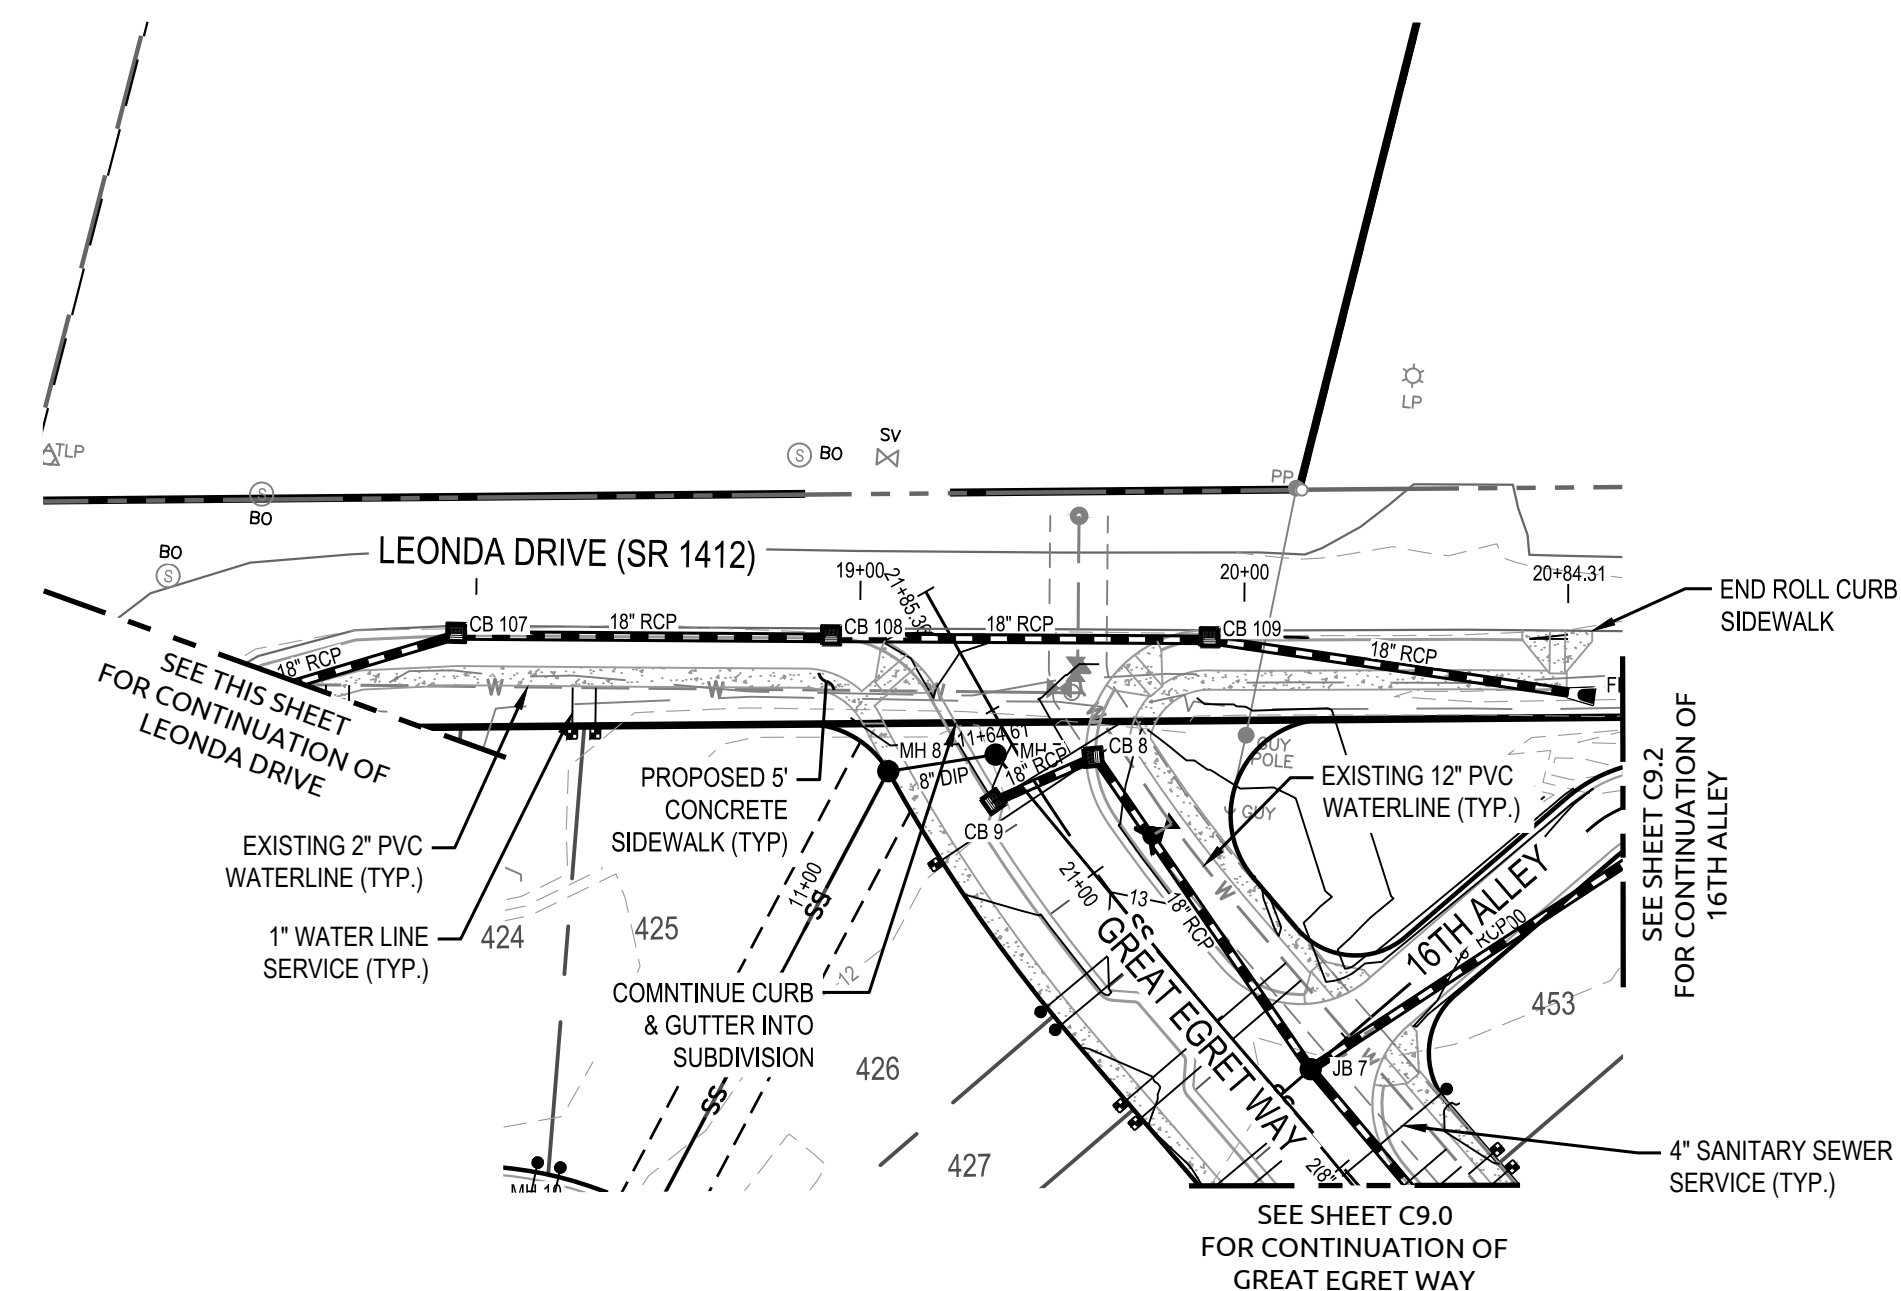 LP
SV
BO
TLP
PP
BO
BO
LEONDA DRIVE (SR 1412)
19+00
20+00
20+84.31
21+85.36
END ROLL CURB
SIDEWALK
CB 107
18" RCP
CB 108
18" RCP
CB 109
18" RCP
18" RCP
SEE THIS SHEET
FOR CONTINUATION OF
LEONDA DRIVE
W
W
W
W
MH 8
11+64.61
8" DIP
18" RCP
CB 8
CB 9
GUY
POLE
GUY
PROPOSED 5'
CONCRETE
SIDEWALK (TYP)
EXISTING 12" PVC
WATERLINE (TYP.)
EXISTING 2" PVC
WATERLINE (TYP.)
1" WATER LINE
SERVICE (TYP.)
424
425
11+00
SS
21+00
13
18" RCP
SS
W
12
COMNTINUE CURB
& GUTTER INTO
SUBDIVISION
GREAT EGRET WAY
16TH ALLEY
SEE SHEET C9.2
FOR CONTINUATION OF
16TH ALLEY
453
W
JB 7
426
SS
427
4" SANITARY SEWER
SERVICE (TYP.)
MH 10
SEE SHEET C9.0
FOR CONTINUATION OF
GREAT EGRET WAY